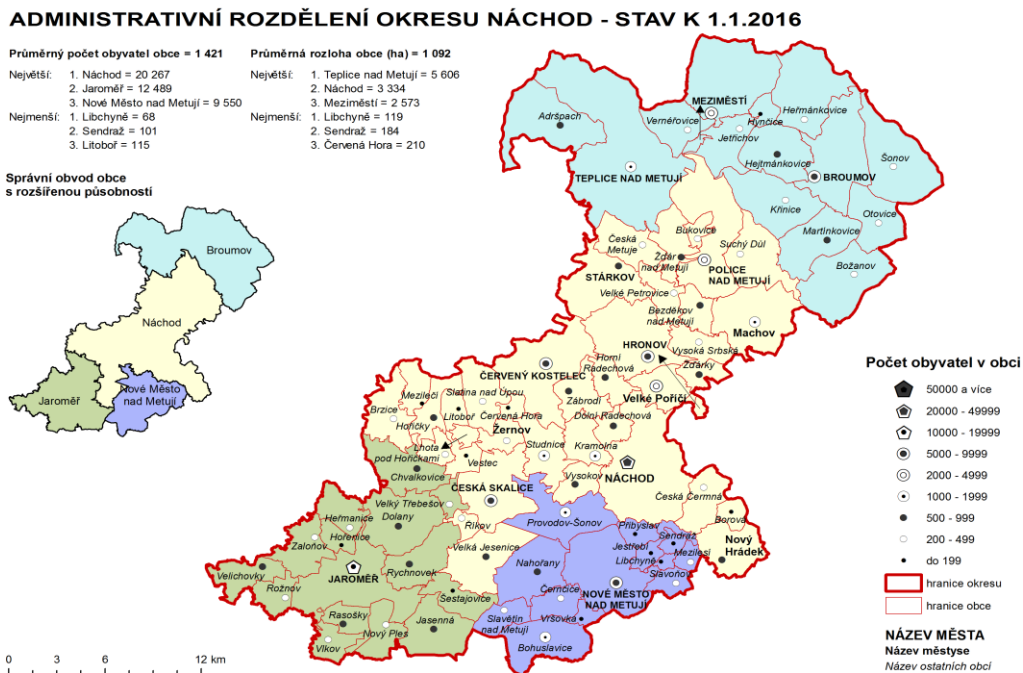 ADMINISTRATIVNÍ ROZDĚLENÍ OKRESU NÁCHOD - STAV K 1.1.2016
Průměrný počet obyvatel obce = 1 421
Největší: 1. Náchod = 20 267
2. Jaroměř = 12 489
3. Nové Město nad Metují = 9 550
Nejmenší: 1. Libchyně = 68
2. Sendraž = 101
3. Litoboř = 115
Průměrná rozloha obce (ha) = 1 092
Největší: 1. Teplice nad Metují = 5 606
2. Náchod = 3 334
3. Meziměstí = 2 573
Nejmenší: 1. Libchyně = 119
2. Sendraž = 184
3. Červená Hora = 210
Správní obvod obce
s rozšířenou působností
Broumov
Náchod
Jaroměř
Nové Město
nad Metují
MEZIMĚSTÍ
Adršpach
Vernéřovice
Hynčice
Heřmánkovice
Jetřichov
Hejtmánkovice
Šonov
TEPLICE NAD METUJÍ
BROUMOV
Křinice
Otovice
Martínkovice
Božanov
Bukovice
Česká
Metuje
Suchý Důl
Žďár
nad Metují
POLICE
NAD METUJÍ
STÁRKOV
Velké Petrovice
Bezděkov
nad Metují
Machov
HRONOV
Vysoká Srbská
Horní
Radechová
Žďárky
ČERVENÝ KOSTELEC
Velké Poříčí
Slatina nad Úpou
Zábrodí
Mezilečí
Brzice
Litoboř
Červená Hora
Dolní Radechová
Hořičky
Žernov
Lhota
pod Hořičkami
Studnice
Kramolna
Vestec
Chvalkovice
Vysokov
NÁCHOD
ČESKÁ SKALICE
Česká Čermná
Velký Třebešov
Borová
Heřmanice
Dolany
Říkov
Provodov-Šonov
Přibyslav
Sendraž
Hořenice
Nový
Hrádek
Zaloňov
Velká Jesenice
Jestřebí
Mezilesí
Libchyně
JAROMĚŘ
Nahořany
Velichovky
Rychnovek
Slavoňov
Rožnov
Šestajovice
Černčice
NOVÉ MĚSTO
NAD METUJÍ
Rasošky
Jasenná
Slavětín
nad Metují
Vršovka
Nový Ples
Vlkov
Bohuslavice
Počet obyvatel v obci
50000 a více
20000 - 49999
10000 - 19999
5000 - 9999
2000 - 4999
1000 - 1999
500 - 999
200 - 499
do 199
hranice okresu
hranice obce
NÁZEV MĚSTA
Název městyse
Název ostatních obcí
0 3 6 12 km